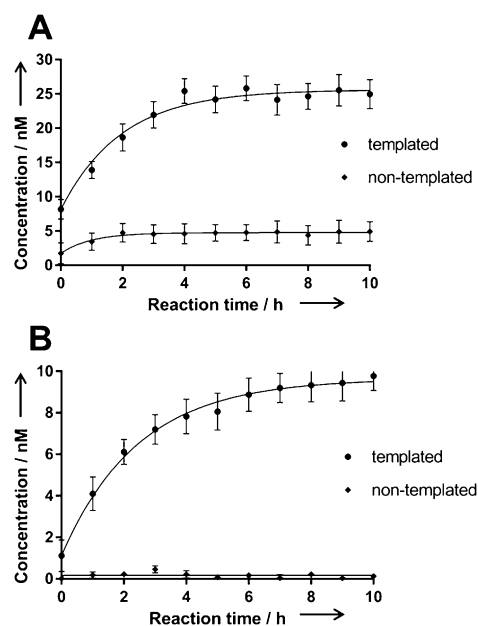 A
30
25
20
15
10
5
0
Concentration / nM
templated
non-templated
0 2 4 6 8 10
Reaction time / h
B
10
8
6
4
2
0
Concentration / nM
templated
non-templated
0 2 4 6 8 10
Reaction time / h